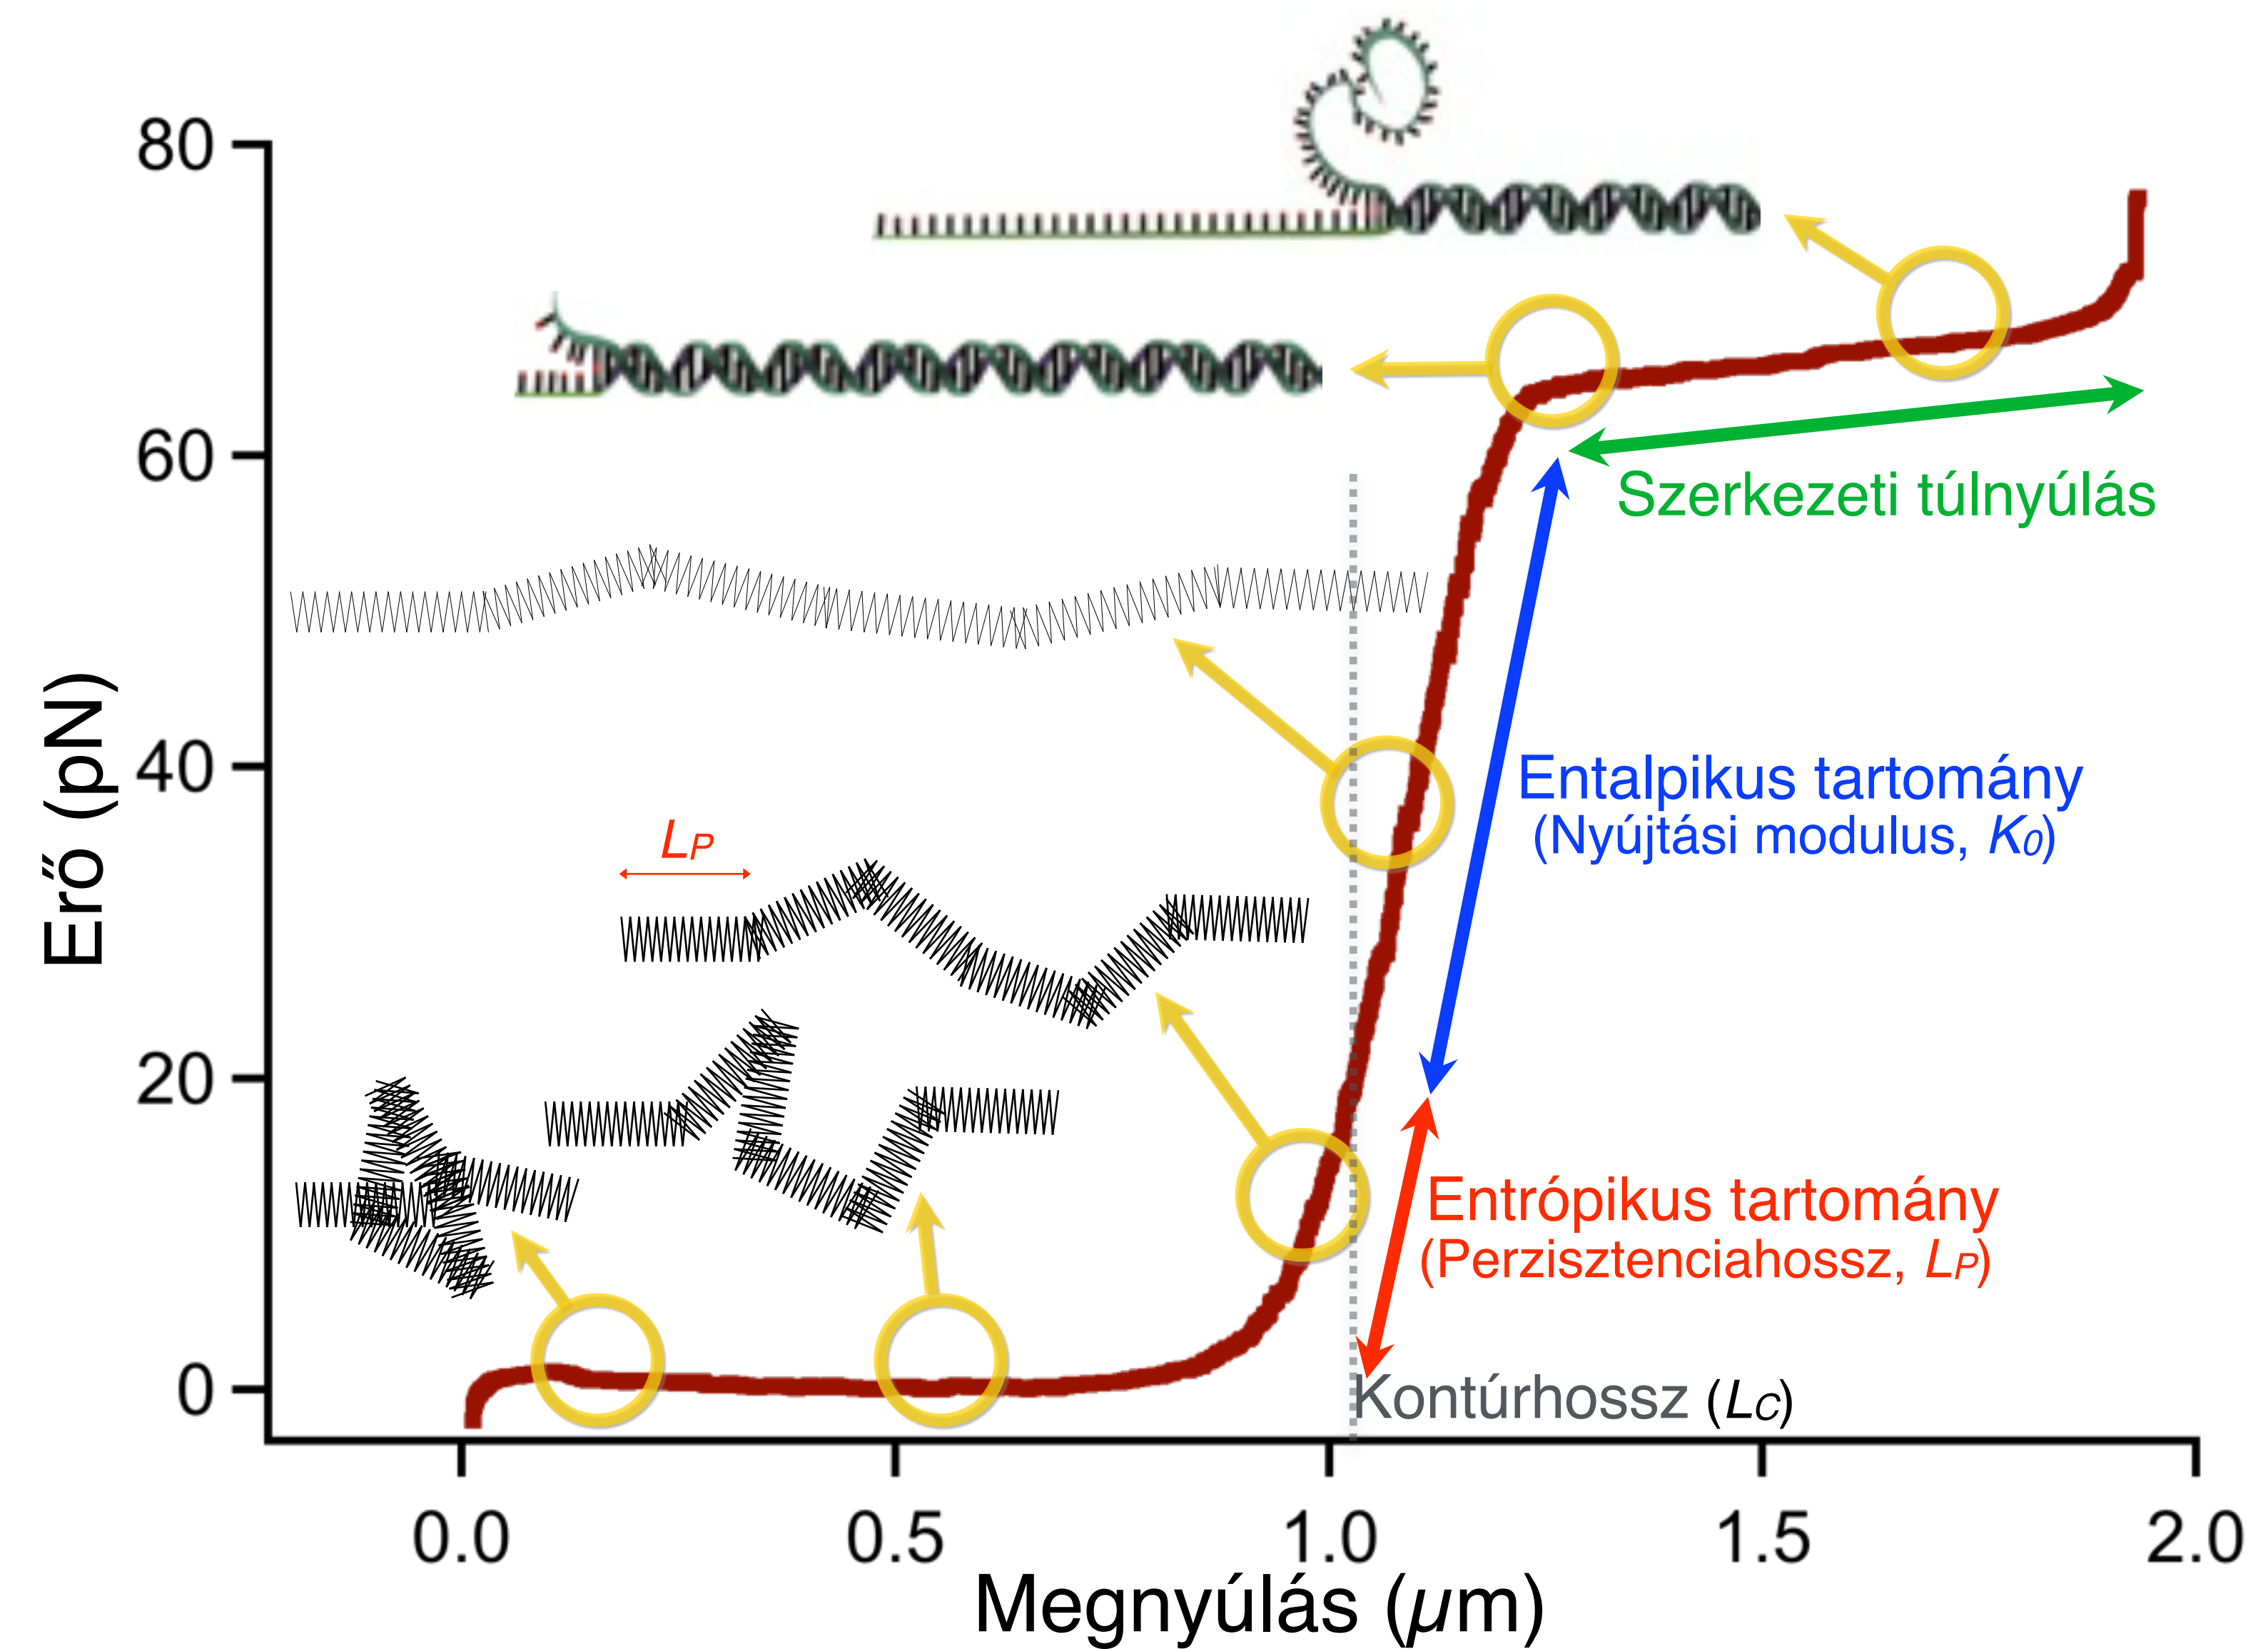 80
60
40
20
0
Erő (pN)
Szerkezeti túlnyúlás
Entalpikus tartomány
(Nyújtási modulus, K0)
LP
Entrópikus tartomány
(Perzisztenciahossz, LP)
Kontúrhossz (LC)
0.0
0.5
1.0
1.5
2.0
Megnyúlás (µm)